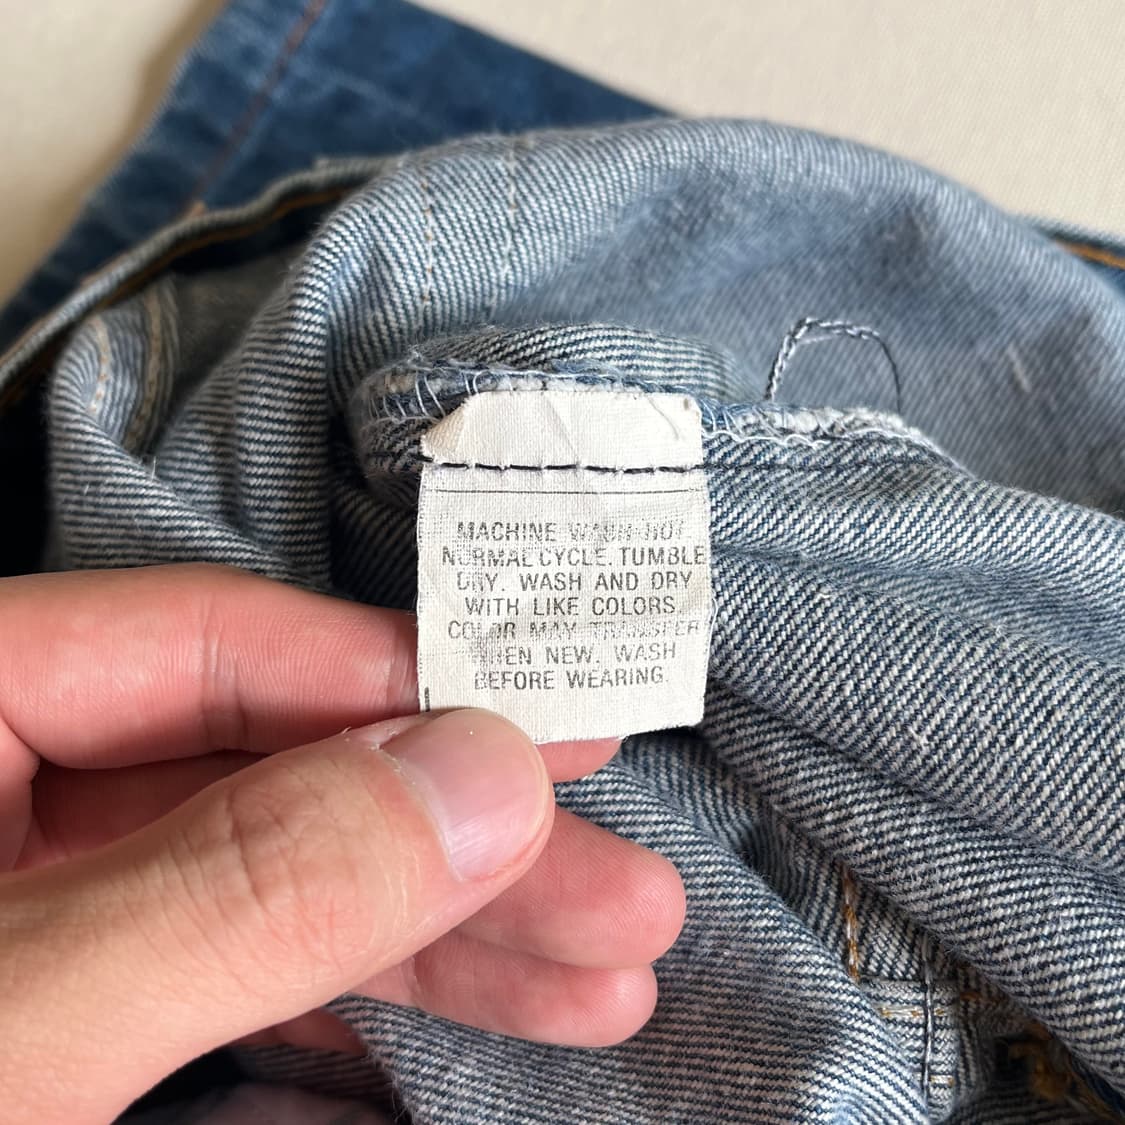 MACHINE WASH HOT
NORMAL CYCLE. TUMBLE
DRY. WASH AND DRY
WITH LIKE COLORS.
COLOR MAY TRANSFER
WHEN NEW. WASH
BEFORE WEARING.